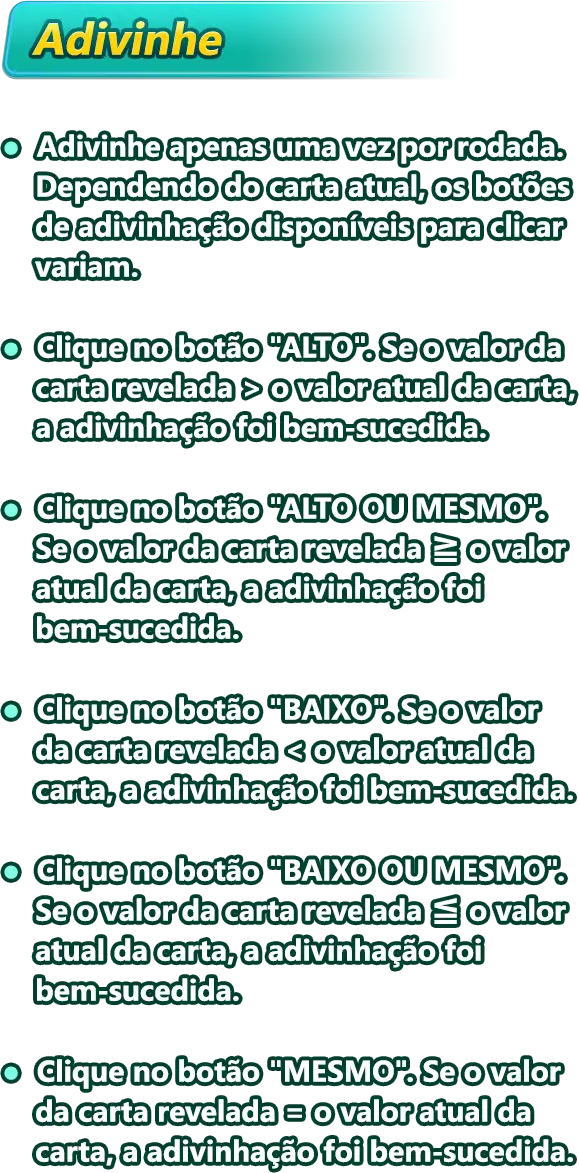 Adivinhe
Adivinhe apenas uma vez por rodada.
Dependendo do carta atual, os botões
de adivinhação disponíveis para clicar
variam.
Clique no botão "ALTO". Se o valor da
carta revelada > o valor atual da carta,
a adivinhação foi bem-sucedida.
Clique no botão "ALTO OU MESMO".
Se o valor da carta revelada ≧ o valor
atual da carta, a adivinhação foi
bem-sucedida.
Clique no botão "BAIXO". Se o valor
da carta revelada < o valor atual da
carta, a adivinhação foi bem-sucedida.
Clique no botão "BAIXO OU MESMO".
Se o valor da carta revelada ≦ o valor
atual da carta, a adivinhação foi
bem-sucedida.
Clique no botão "MESMO". Se o valor
da carta revelada = o valor atual da
carta, a adivinhação foi bem-sucedida.